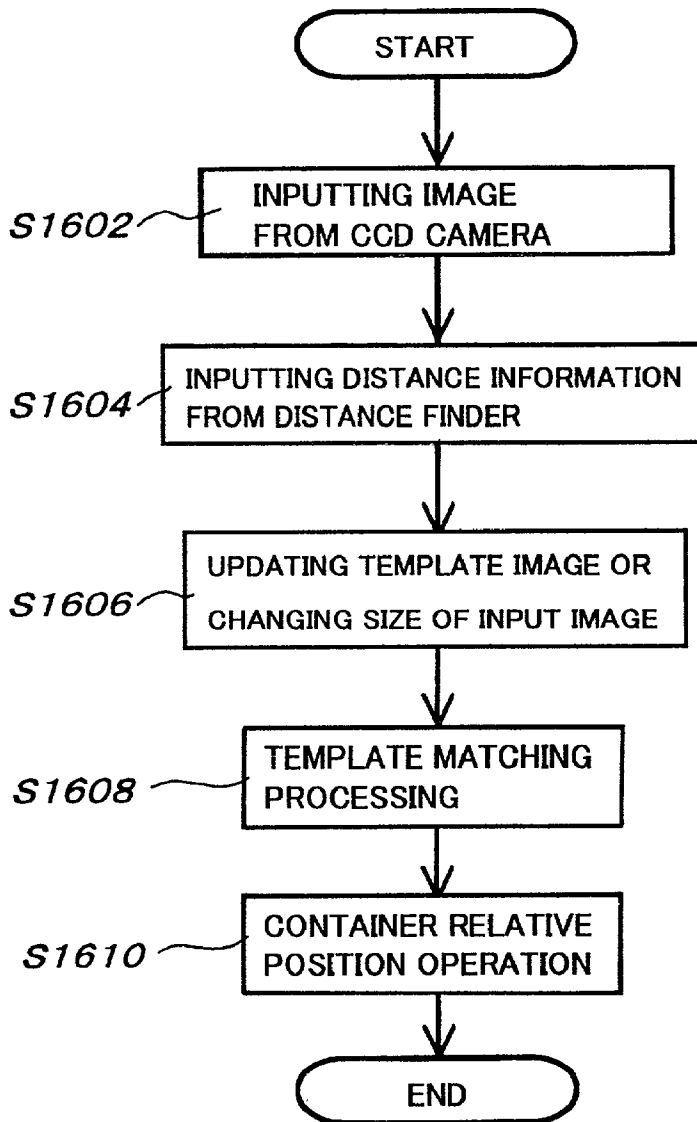 START
S1602
INPUTTING IMAGE
FROM CCD CAMERA
S1604
INPUTTING DISTANCE INFORMATION
FROM DISTANCE FINDER
S1606
UPDATING TEMPLATE IMAGE OR
CHANGING SIZE OF INPUT IMAGE
S1608
TEMPLATE MATCHING
PROCESSING
S1610
CONTAINER RELATIVE
POSITION OPERATION
END